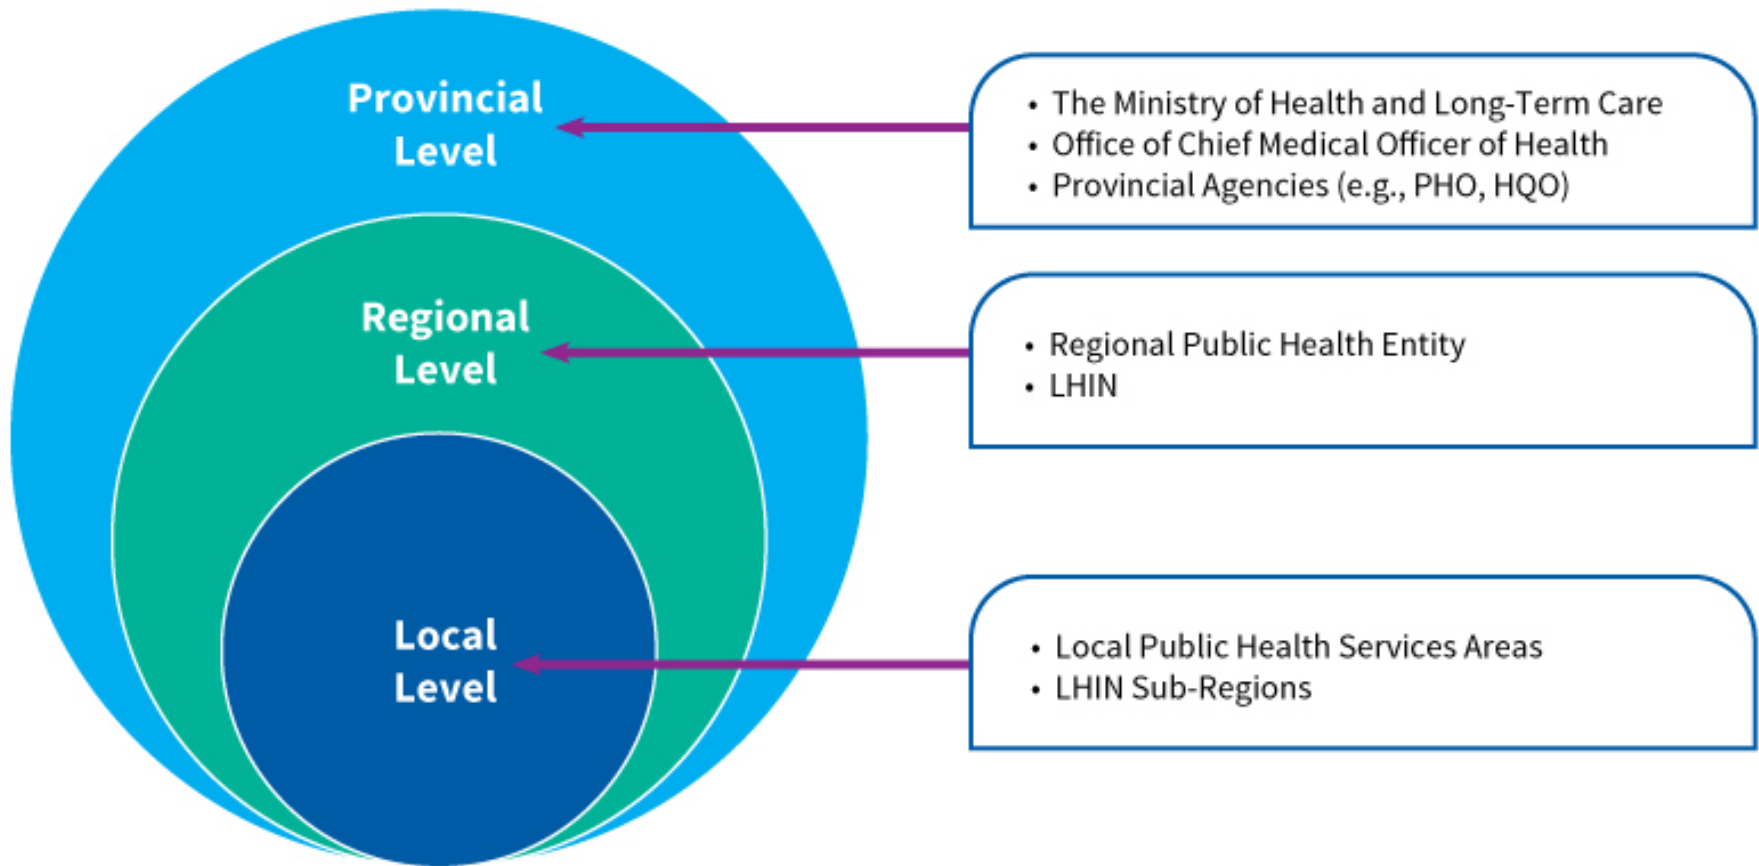 Provincial
Level
• The Ministry of Health and Long-Term Care
• Office of Chief Medical Officer of Health
• Provincial Agencies (e.g., PHO, HQO)
Regional
Level
• Regional Public Health Entity
• LHIN
Local
Level
• Local Public Health Services Areas
• LHIN Sub-Regions